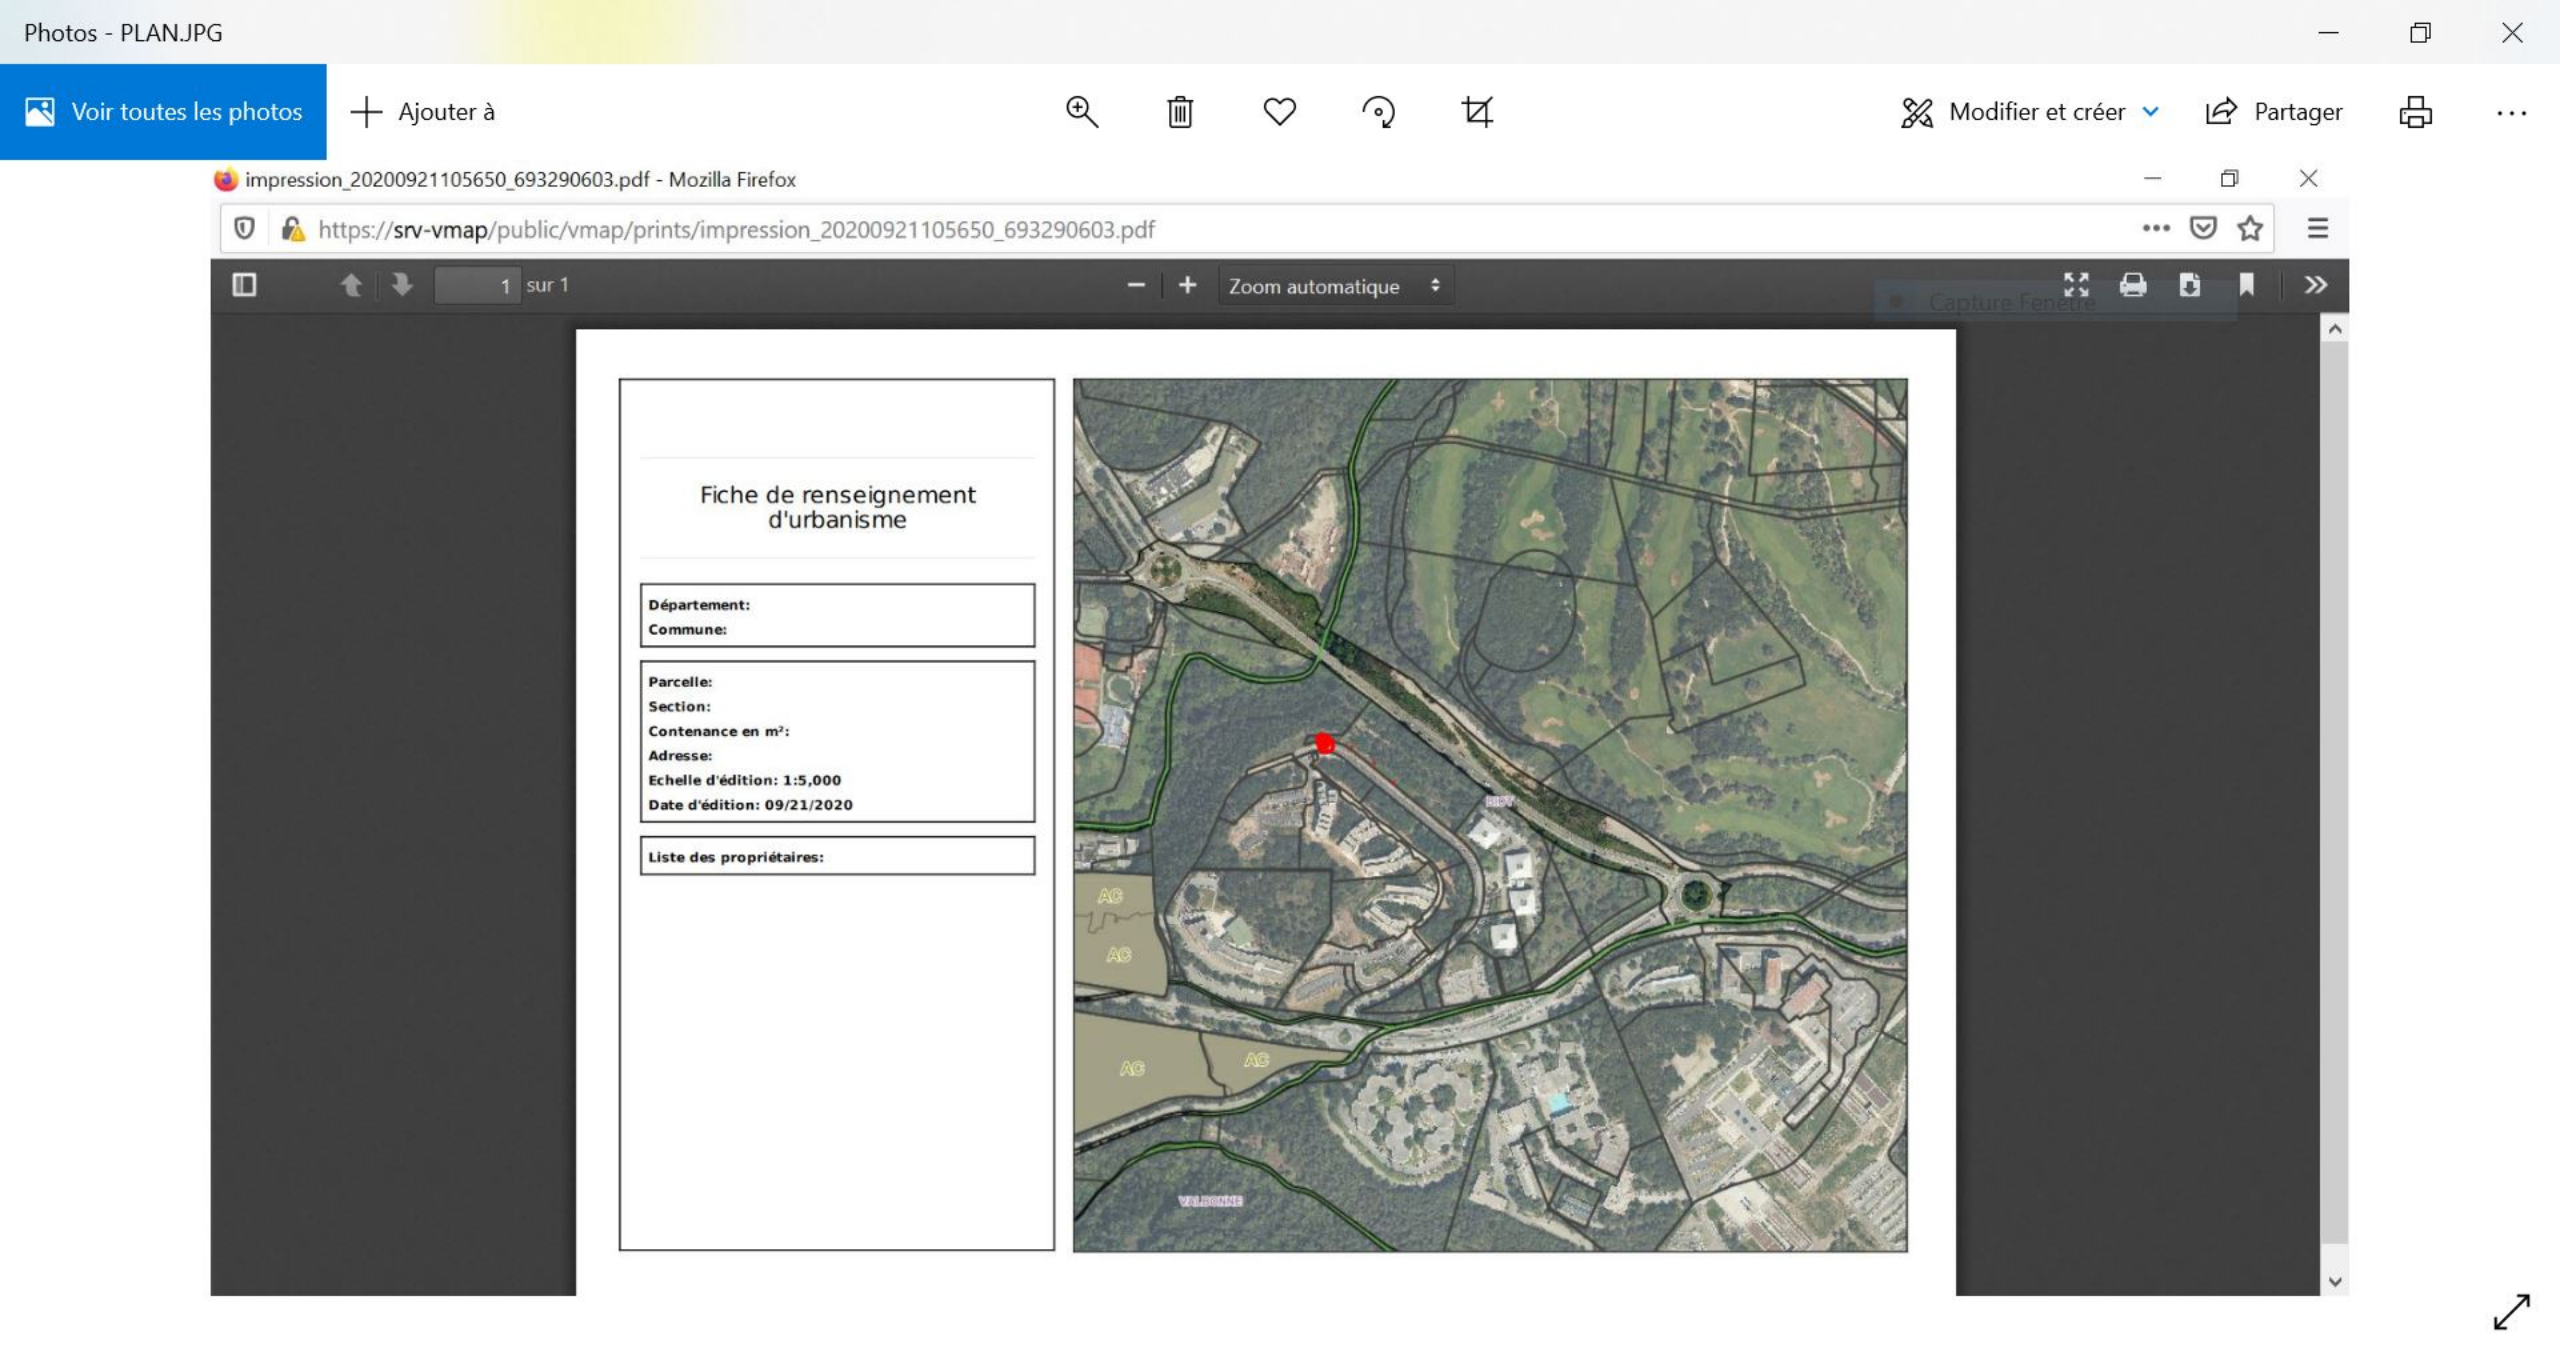 Photos - PLAN.JPG
Voir toutes les photos
Ajouter à
Modifier et créer
Partager
impression_20200921105650_693290603.pdf - Mozilla Firefox
https://srv-vmap/public/vmap/prints/impression_20200921105650_693290603.pdf
1 sur 1
Zoom automatique
Capture Fenêtre
Fiche de renseignement
d'urbanisme
Département:
Commune:
Parcelle:
Section:
Contenance en m²:
Adresse:
Echelle d'édition: 1:5,000
Date d'édition: 09/21/2020
Liste des propriétaires:
BIOT
AC
AC
AC
AC
VALBONNE